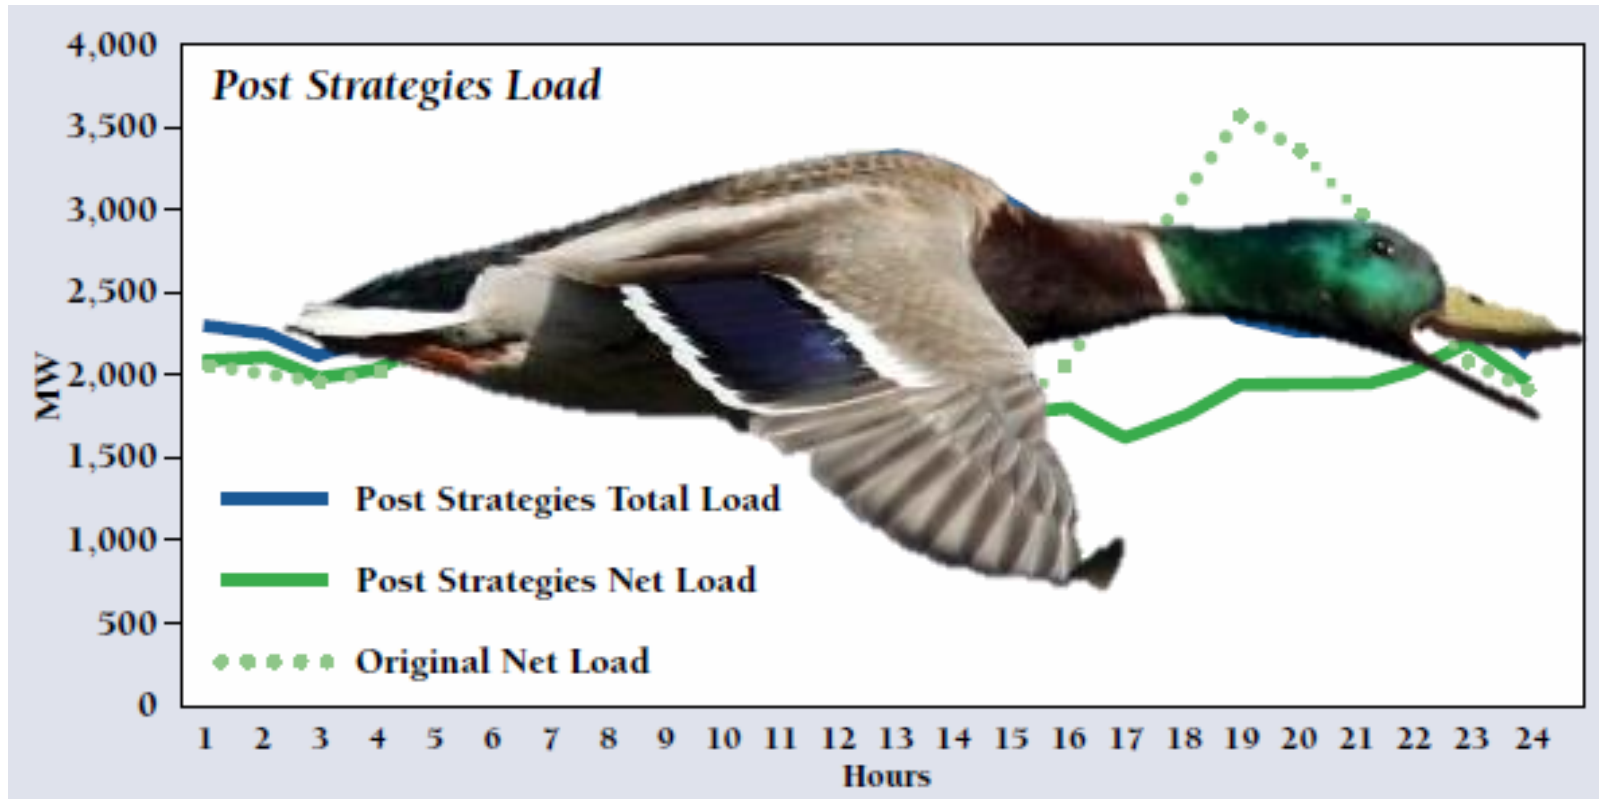 4,000
Post Strategies Load
3,500
3,000
2,500
2,000
MW
1,500
Post Strategies Total Load
1,000
Post Strategies Net Load
500
Original Net Load
0
1 2 3 4 5 6 7 8 9 10 11 12 13 14 15 16 17 18 19 20 21 22 23 24
Hours